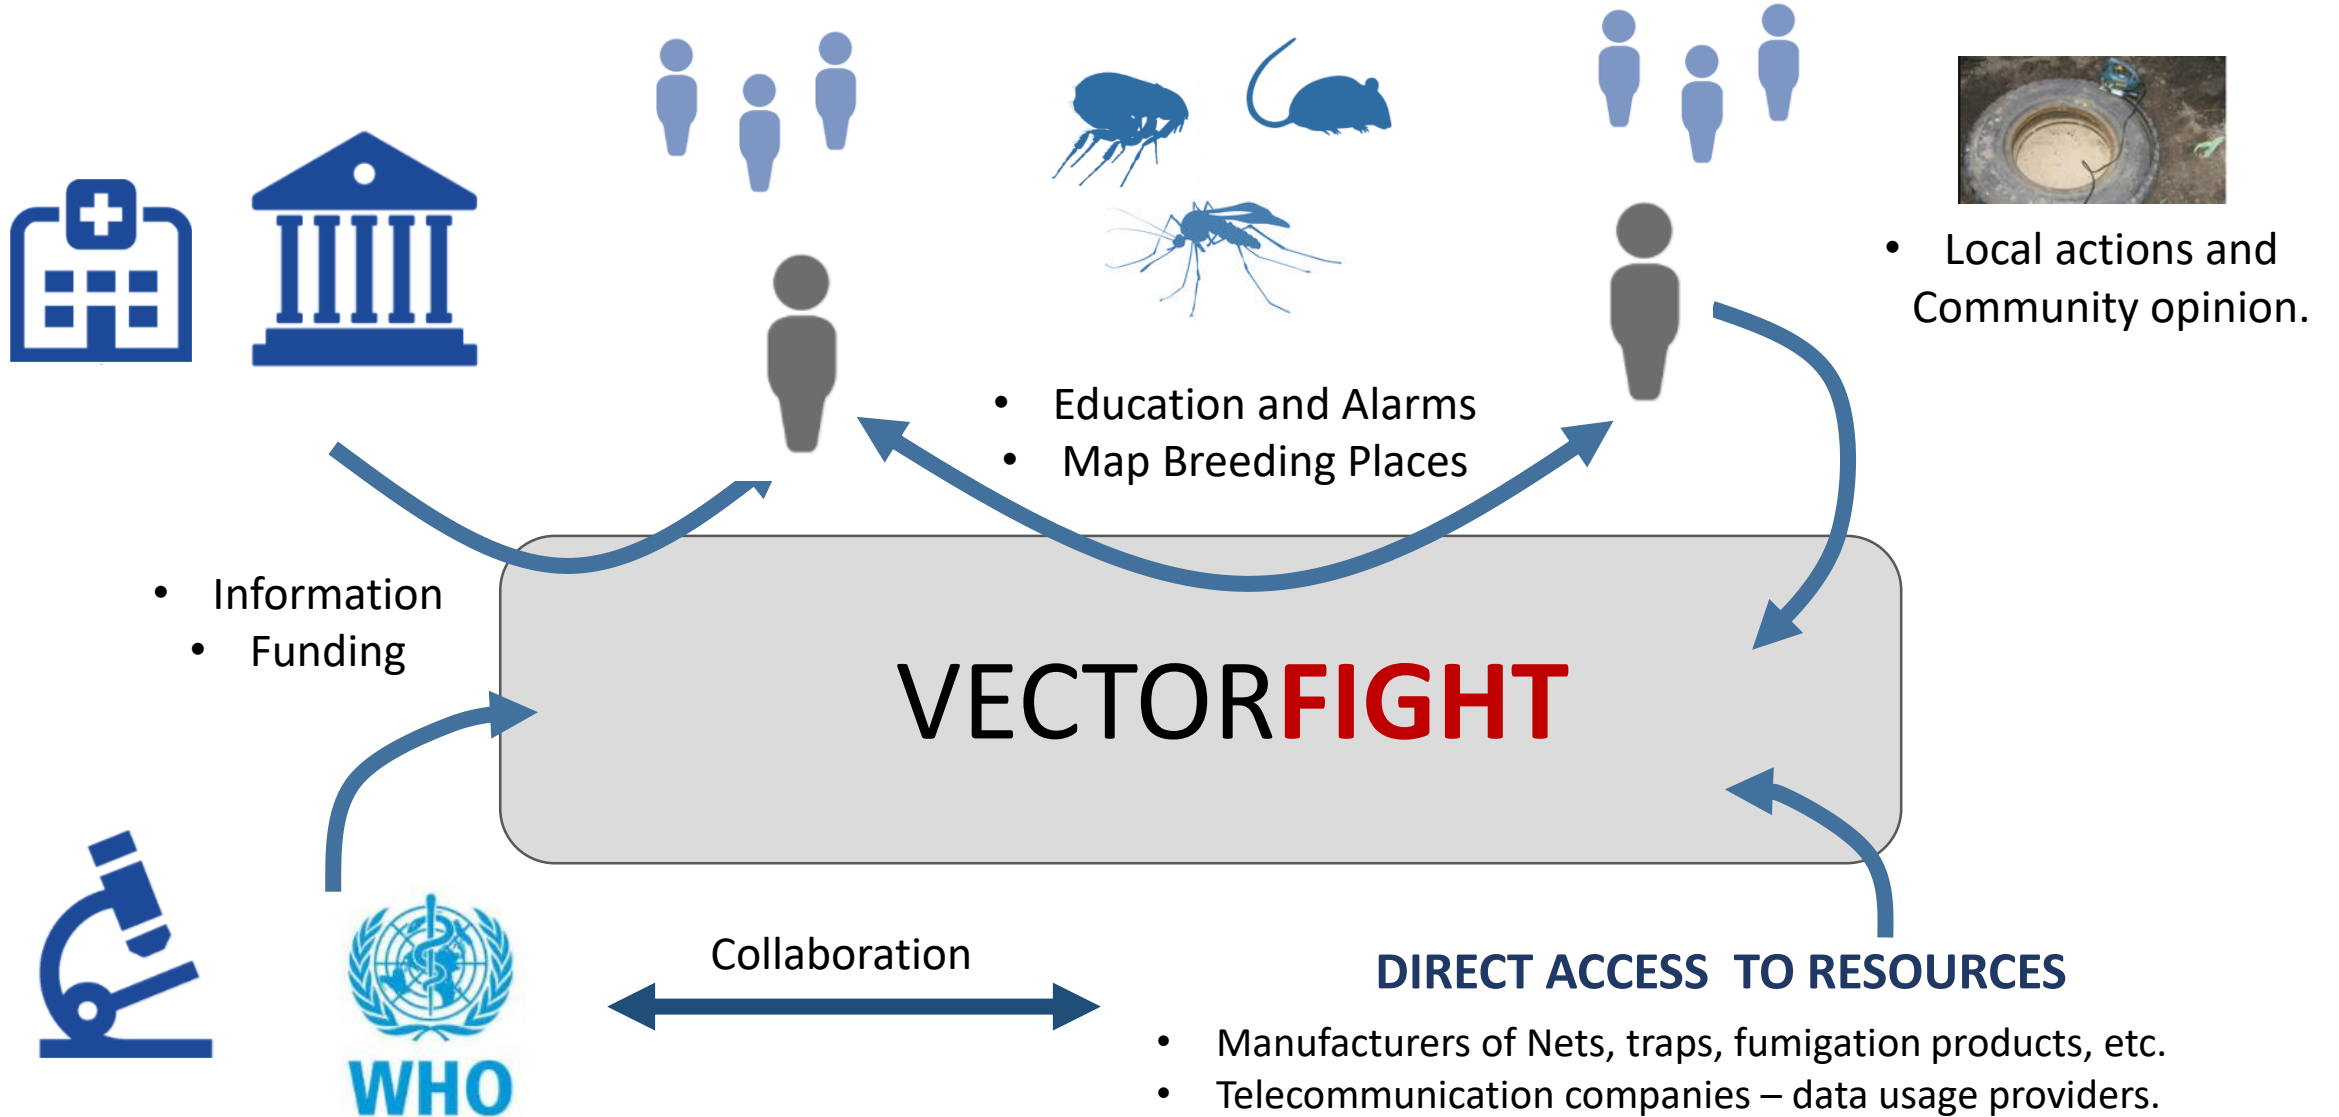 • Local actions and
Community opinion.
• Education and Alarms
• Map Breeding Places
• Information
• Funding
VECTORFIGHT
Collaboration
WHO
DIRECT ACCESS TO RESOURCES
• Manufacturers of Nets, traps, fumigation products, etc.
• Telecommunication companies – data usage providers.